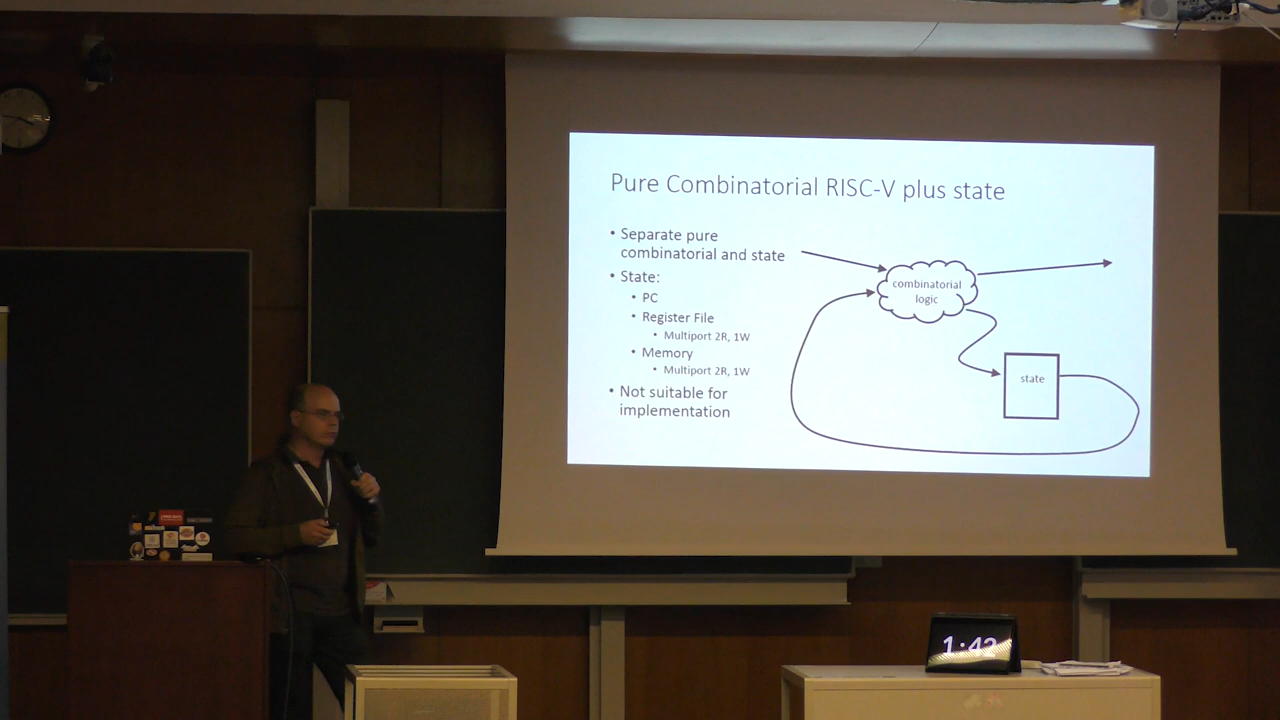 Pure Combinatorial RISC-V plus state
• Separate pure
combinatorial and state
• State:
• PC
• Register File
• Multiport 2R, 1W
• Memory
• Multiport 2R, 1W
• Not suitable for
implementation
combinatorial
logic
state
1:42